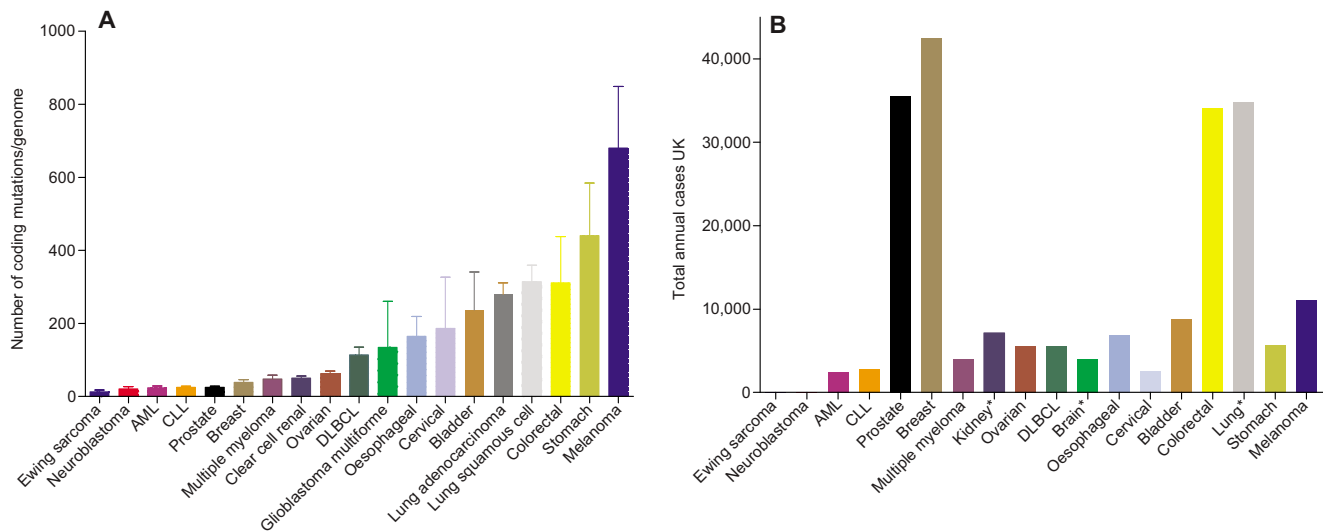 A
Number of coding mutations/genome
1000
800
600
400
200
0
Ewing sarcoma
Neuroblastoma
AML
CLL
Prostate
Breast
Multiple myeloma
Clear cell renal
Ovarian
DLBCL
Glioblastoma multiforme
Oesophageal
Cervical
Bladder
Lung adenocarcinoma
Lung squamous cell
Colorectal
Stomach
Melanoma
B
Total annual cases UK
40,000
30,000
20,000
10,000
0
Ewing sarcoma
Neuroblastoma
AML
CLL
Prostate
Breast
Multiple myeloma
Kidney*
Ovarian
DLBCL
Brain*
Oesophageal
Cervical
Bladder
Colorectal
Lung*
Stomach
Melanoma